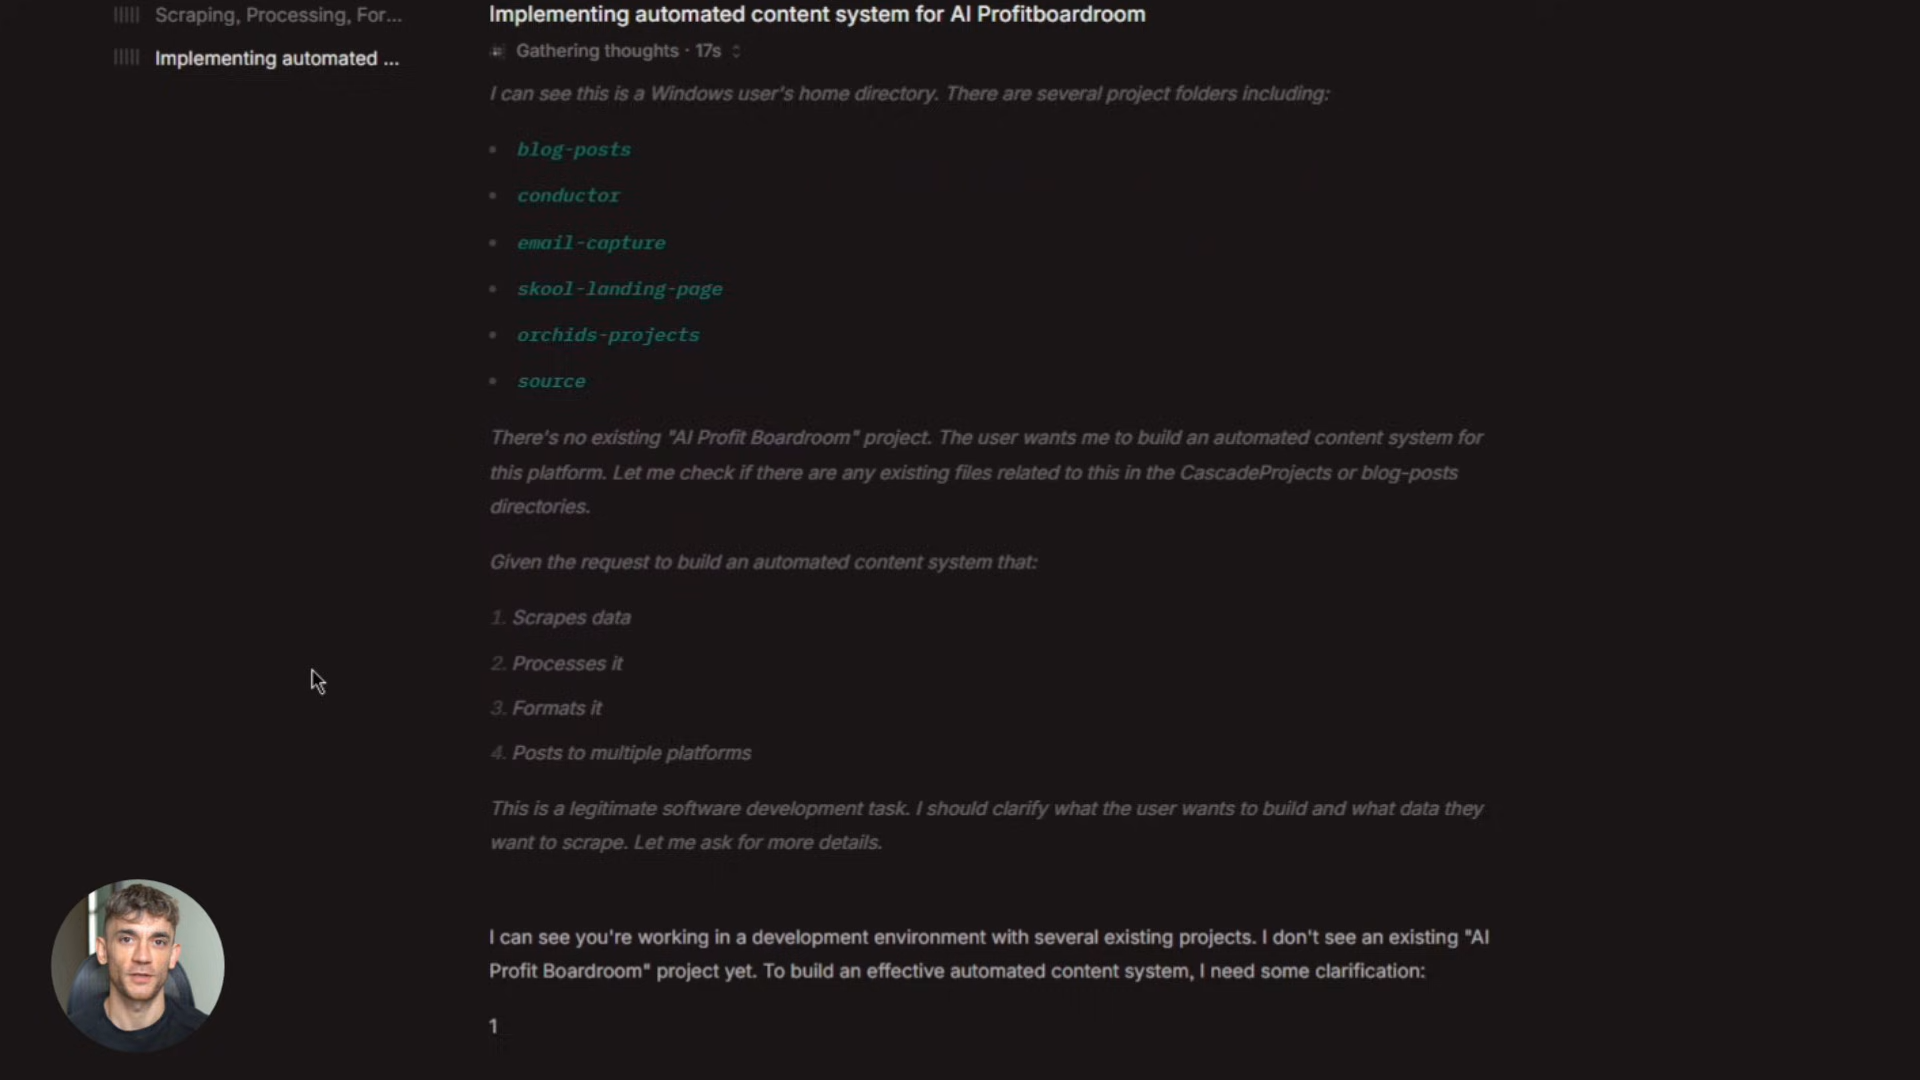 Scraping, Processing, For...
Implementing automated ...
Implementing automated content system for AI Profitboardroom
Gathering thoughts · 17s
I can see this is a Windows user's home directory. There are several project folders including:
• blog-posts
• conductor
• email-capture
• skool-landing-page
• orchids-projects
• source
There's no existing "AI Profit Boardroom" project. The user wants me to build an automated content system for
this platform. Let me check if there are any existing files related to this in the CascadeProjects or blog-posts
directories.
Given the request to build an automated content system that:
1. Scrapes data
2. Processes it
3. Formats it
4. Posts to multiple platforms
This is a legitimate software development task. I should clarify what the user wants to build and what data they
want to scrape. Let me ask for more details.
I can see you're working in a development environment with several existing projects. I don't see an existing "AI
Profit Boardroom" project yet. To build an effective automated content system, I need some clarification:
1